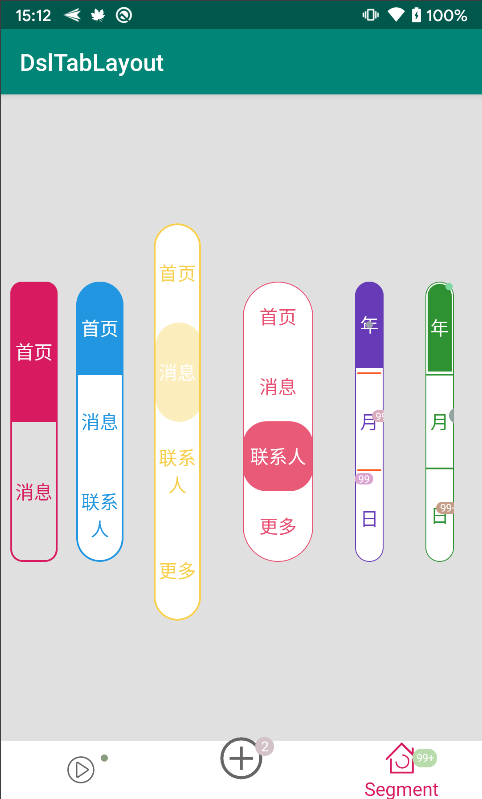 15:12
100%
DslTabLayout
首页
消息
首页
消息
联系
人
首页
消息
联系
人
更多
首页
消息
联系人
更多
年
月
99
99
日
年
月
日
99+
2
99+
Segment